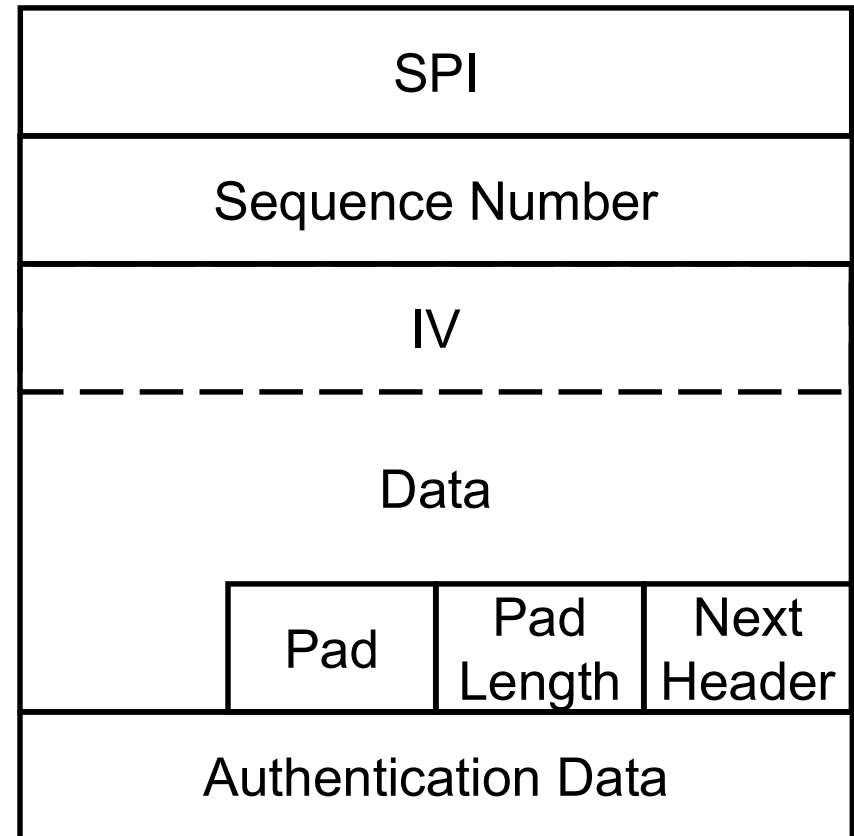 SPI
Sequence Number
IV
Data
Pad
Pad
Length
Next
Header
Authentication Data